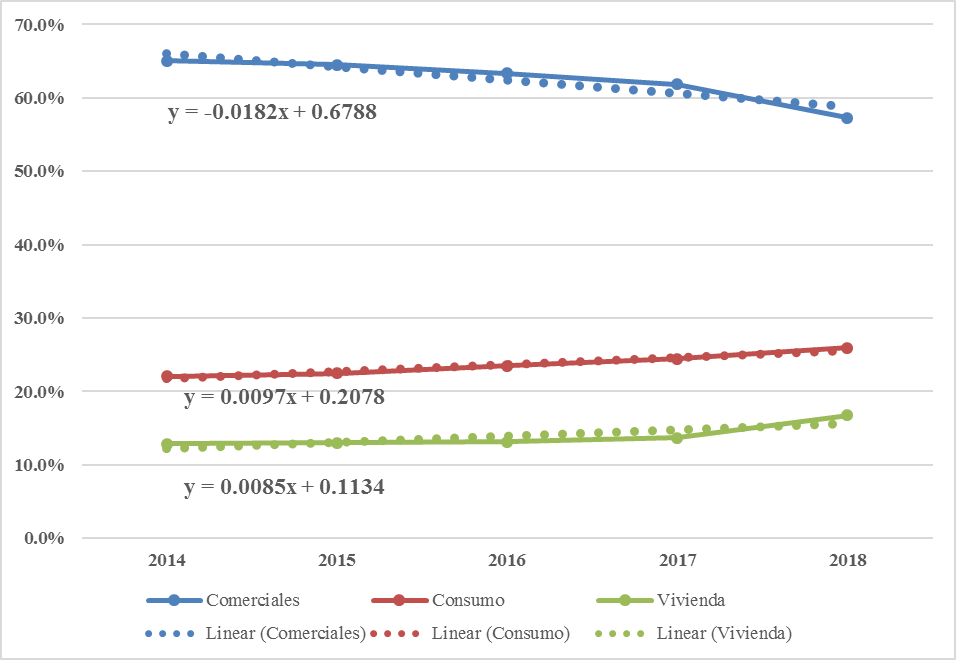 70.0%
60.0%
y = -0.0182x + 0.6788
50.0%
40.0%
30.0%
20.0%
y = 0.0097x + 0.2078
10.0%
y = 0.0085x + 0.1134
0.0%
2014 2015 2016 2017 2018
Comerciales Consumo Vivienda
Linear (Comerciales) Linear (Consumo) Linear (Vivienda)